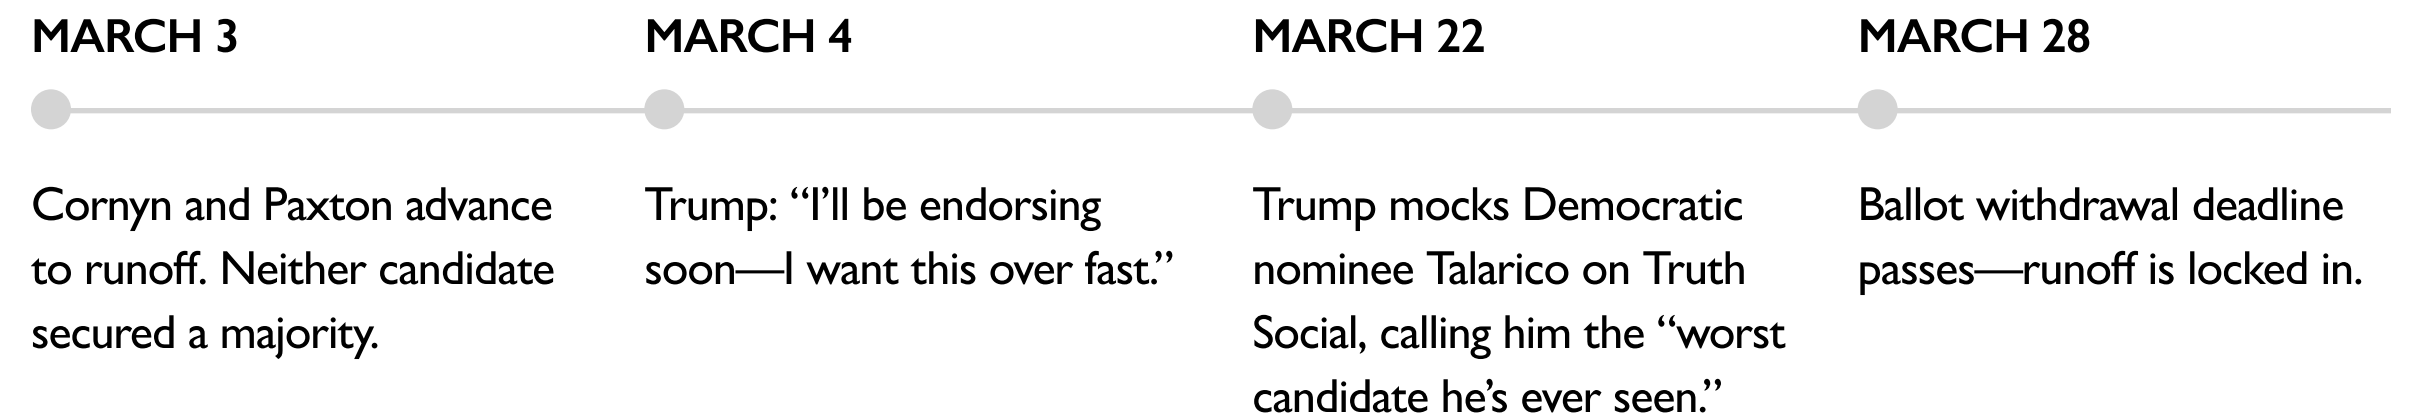 MARCH 3
Cornyn and Paxton advance
to runoff. Neither candidate
secured a majority.
MARCH 4
Trump: “I’ll be endorsing
soon—I want this over fast.”
MARCH 22
Trump mocks Democratic
nominee Talarico on Truth
Social, calling him the “worst
candidate he’s ever seen.”
MARCH 28
Ballot withdrawal deadline
passes—runoff is locked in.